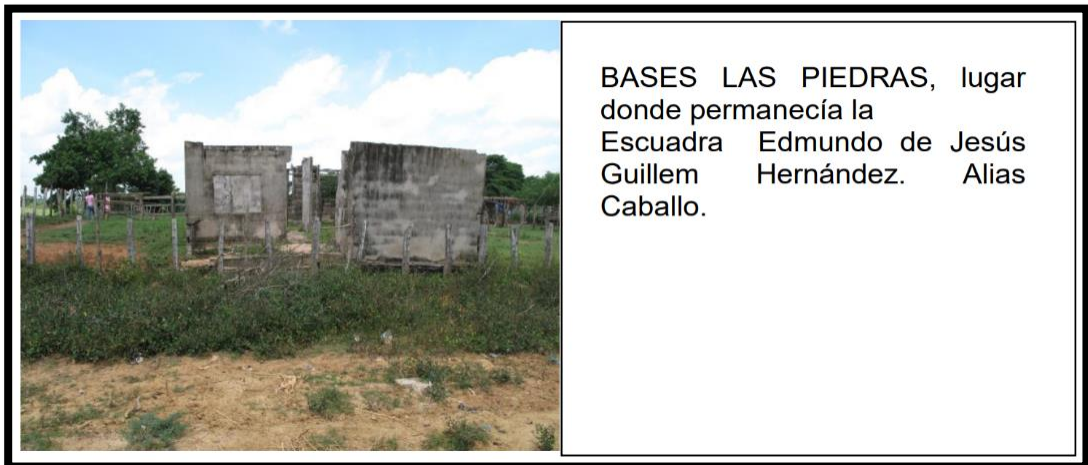 BASES LAS PIEDRAS, lugar
donde permanecía la
Escuadra Edmundo de Jesús
Guillem Hernández. Alias
Caballo.